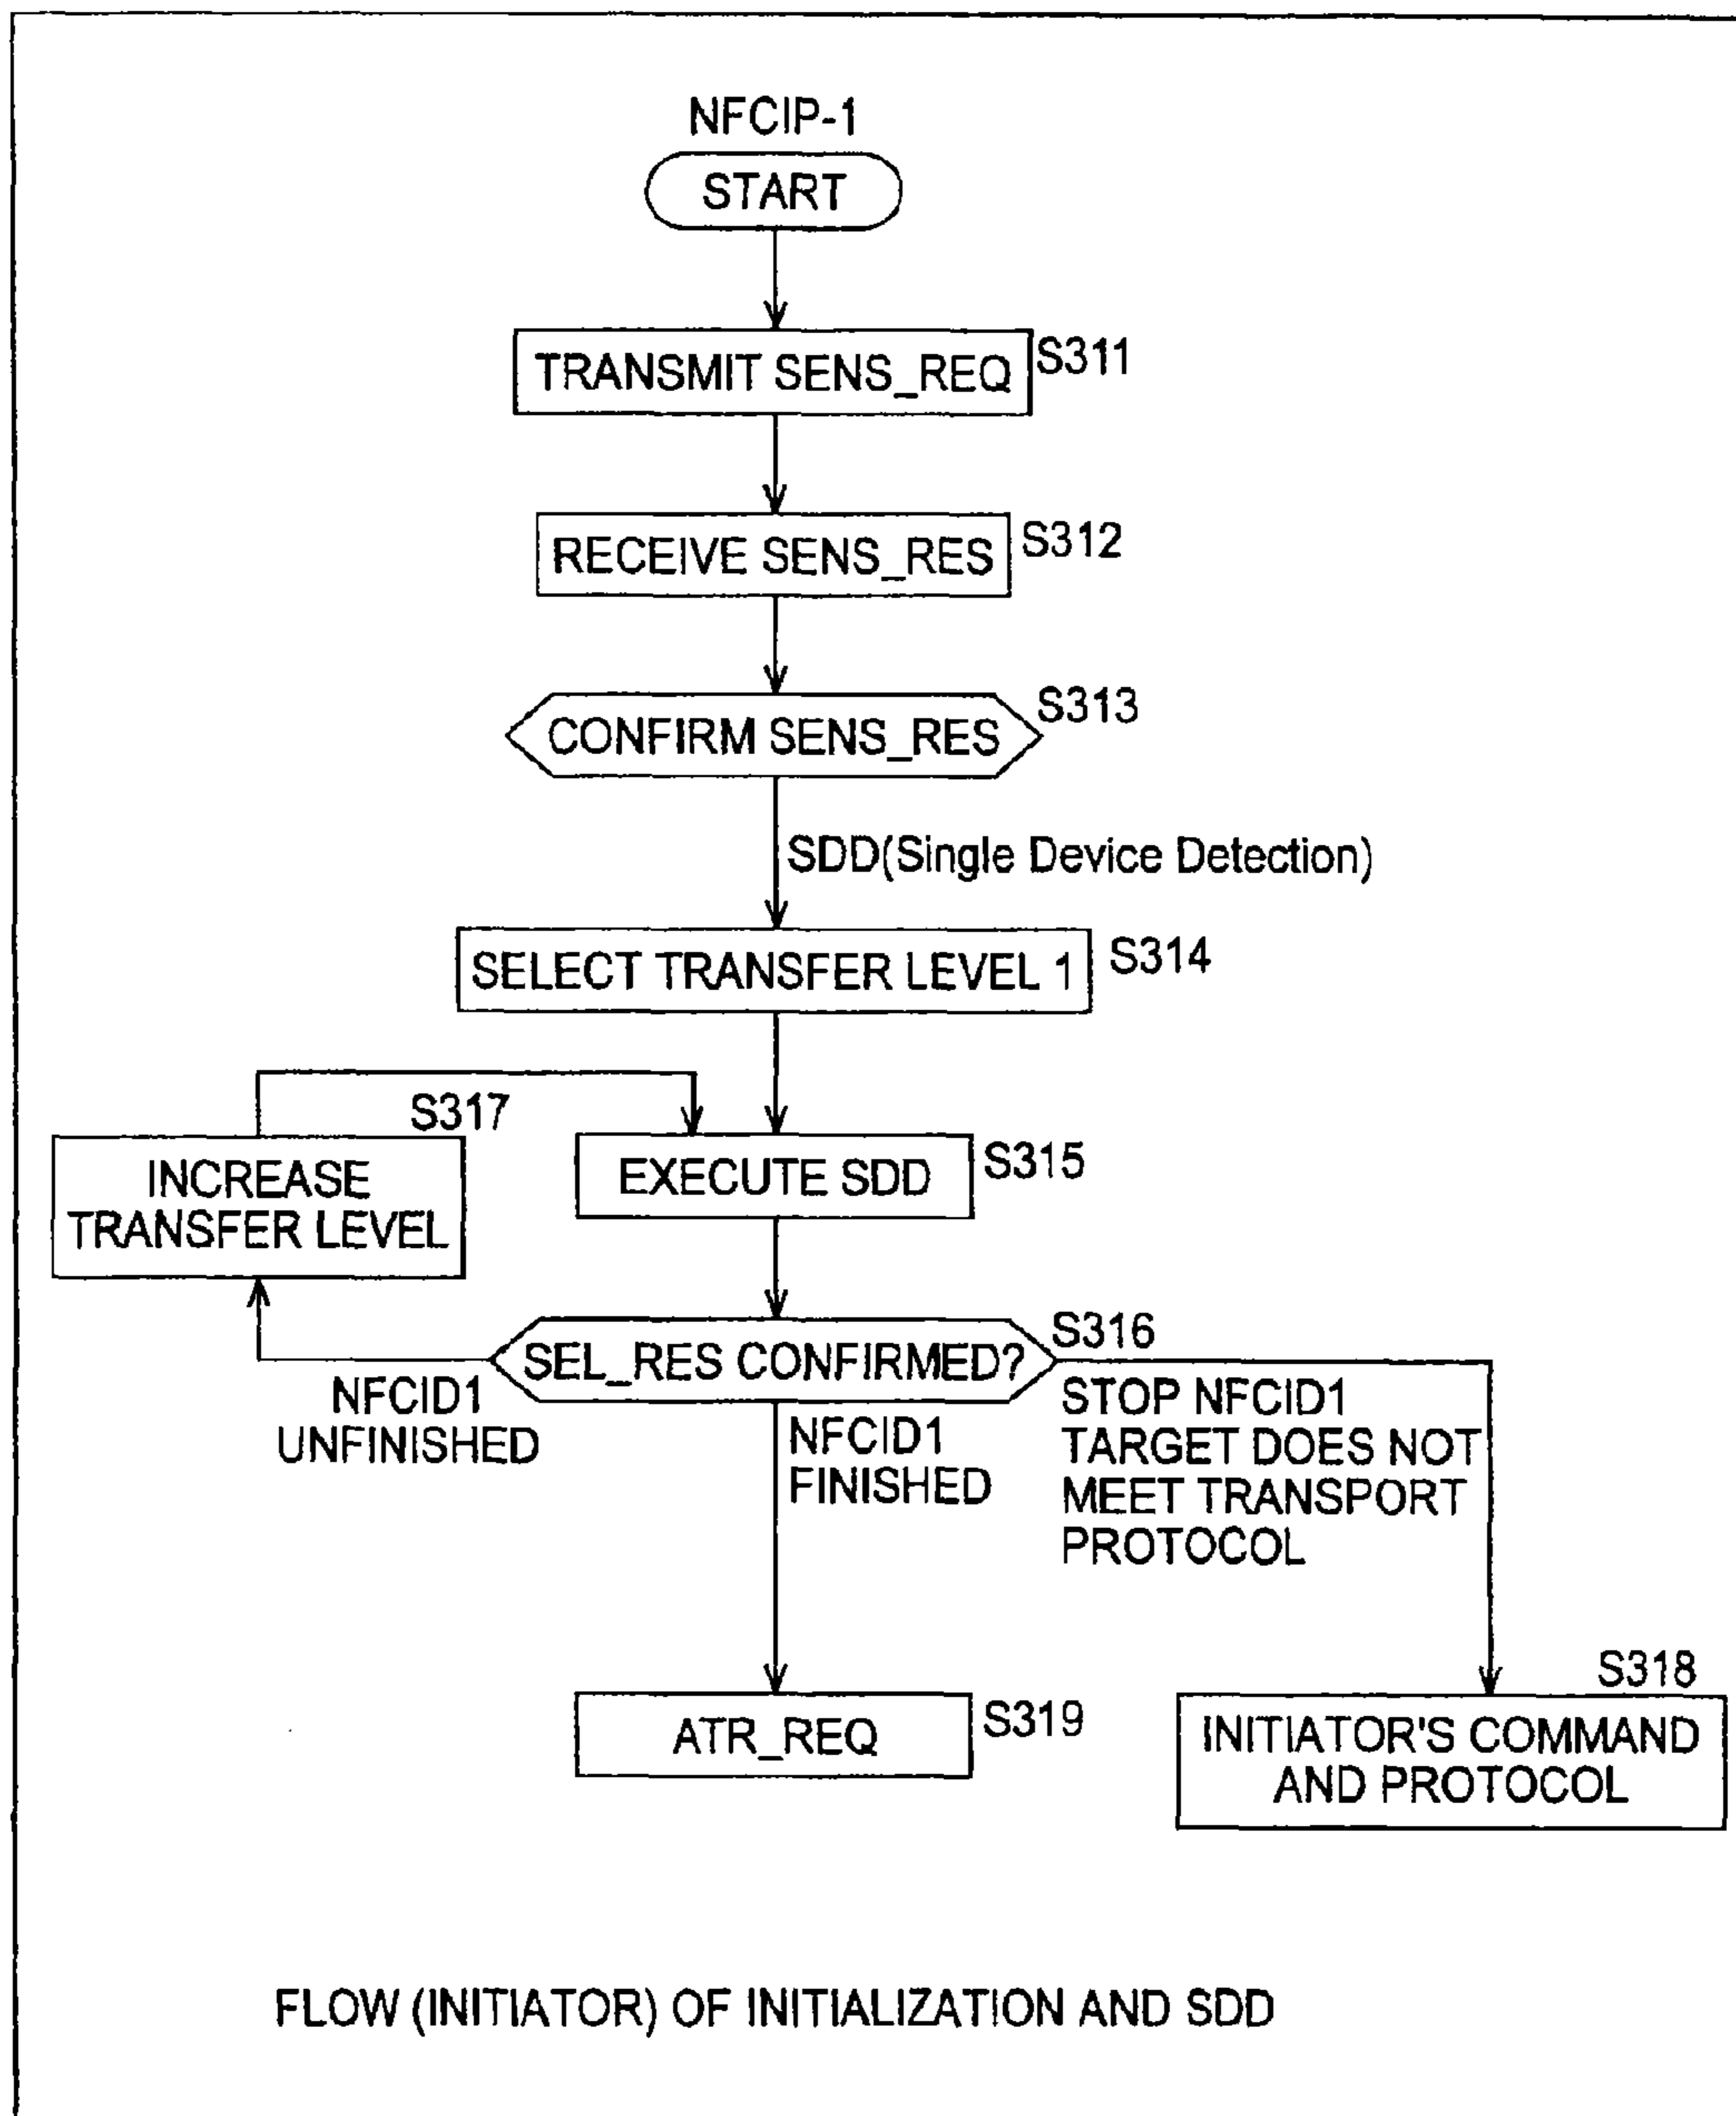 NFCIP-1
START
TRANSMIT SENS_REQ
S311
RECEIVE SENS_RES
S312
CONFIRM SENS_RES
S313
SDD(Single Device Detection)
SELECT TRANSFER LEVEL 1
S314
S317
INCREASE
TRANSFER LEVEL
EXECUTE SDD
S315
SEL_RES CONFIRMED?
S316
NFCID1
UNFINISHED
NFCID1
FINISHED
STOP NFCID1
TARGET DOES NOT
MEET TRANSPORT
PROTOCOL
ATR_REQ
S319
S318
INITIATOR'S COMMAND
AND PROTOCOL
FLOW (INITIATOR) OF INITIALIZATION AND SDD